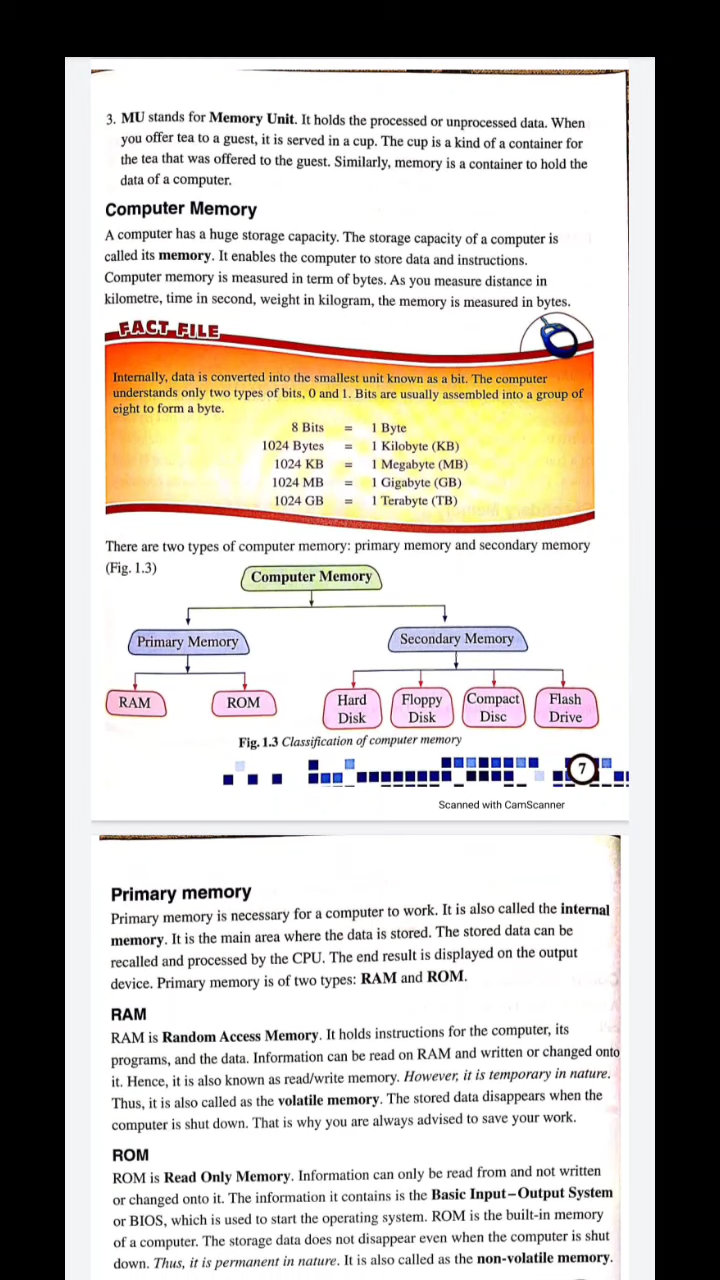 3. MU stands for Memory Unit. It holds the processed or unprocessed data. When
you offer tea to a guest, it is served in a cup. The cup is a kind of a container for
the tea that was offered to the guest. Similarly, memory is a container to hold the
data of a computer.
Computer Memory
A computer has a huge storage capacity. The storage capacity of a computer is
called its memory. It enables the computer to store data and instructions.
Computer memory is measured in term of bytes. As you measure distance in
kilometre, time in second, weight in kilogram, the memory is measured in bytes.
FACT FILE
Internally, data is converted into the smallest unit known as a bit. The computer
understands only two types of bits, 0 and 1. Bits are usually assembled into a group of
eight to form a byte.
8 Bits = 1 Byte
1024 Bytes = 1 Kilobyte (KB)
1024 KB = 1 Megabyte (MB)
1024 MB = 1 Gigabyte (GB)
1024 GB = 1 Terabyte (TB)
There are two types of computer memory: primary memory and secondary memory
(Fig. 1.3)
Computer Memory
Primary Memory Secondary Memory
RAM ROM Hard Floppy Compact Flash
Disk Disk Disc Drive
Fig. 1.3 Classification of computer memory
7
Scanned with CamScanner
Primary memory
Primary memory is necessary for a computer to work. It is also called the internal
memory. It is the main area where the data is stored. The stored data can be
recalled and processed by the CPU. The end result is displayed on the output
device. Primary memory is of two types: RAM and ROM.
RAM
RAM is Random Access Memory. It holds instructions for the computer, its
programs, and the data. Information can be read on RAM and written or changed onto
it. Hence, it is also known as read/write memory. However, it is temporary in nature.
Thus, it is also called as the volatile memory. The stored data disappears when the
computer is shut down. That is why you are always advised to save your work.
ROM
ROM is Read Only Memory. Information can only be read from and not written
or changed onto it. The information it contains is the Basic Input–Output System
or BIOS, which is used to start the operating system. ROM is the built-in memory
of a computer. The storage data does not disappear even when the computer is shut
down. Thus, it is permanent in nature. It is also called as the non-volatile memory.